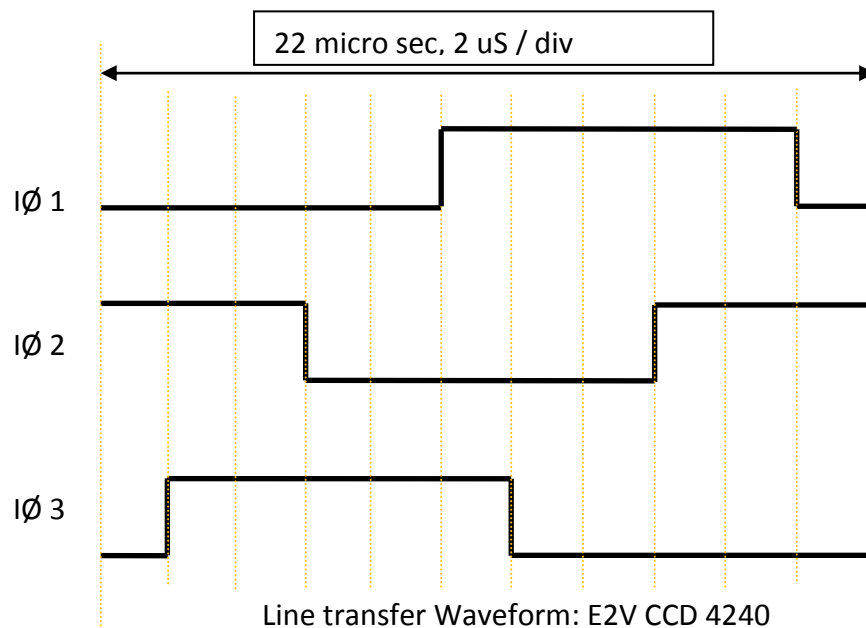 22 micro sec, 2 uS / div
IØ 1
IØ 2
IØ 3
Line transfer Waveform: E2V CCD 4240